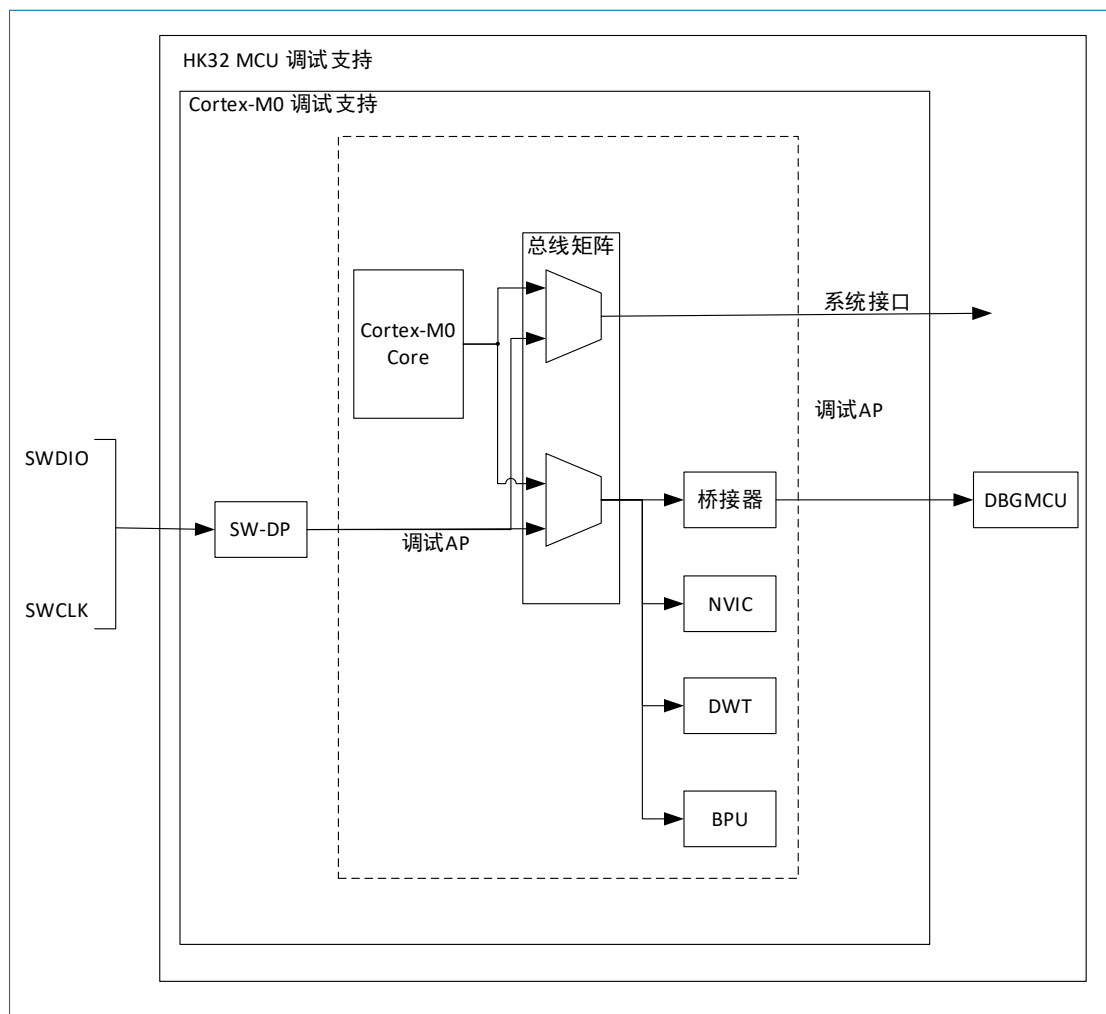 HK32 MCU 调试支持
Cortex-M0 调试支持
总线矩阵
Cortex-M0
Core
系统接口
调试AP
SWDIO
桥接器
DBGMCU
SW-DP
调试AP
NVIC
SWCLK
DWT
BPU